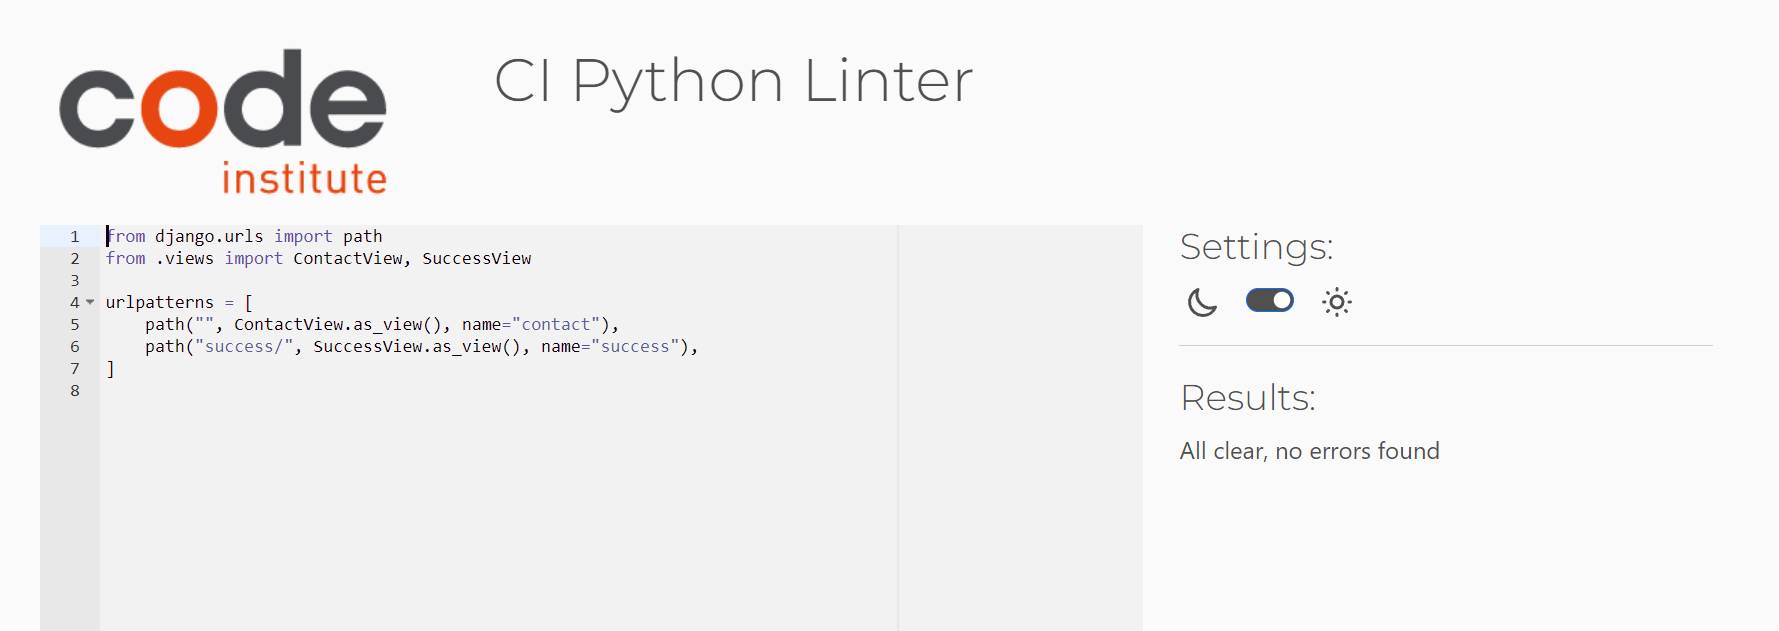 code
institute
CI Python Linter
1 from django.urls import path
2 from .views import ContactView, SuccessView
3
4 urlpatterns = [
5     path("", ContactView.as_view(), name="contact"),
6     path("success/", SuccessView.as_view(), name="success"),
7 ]
8
Settings:
Results:
All clear, no errors found